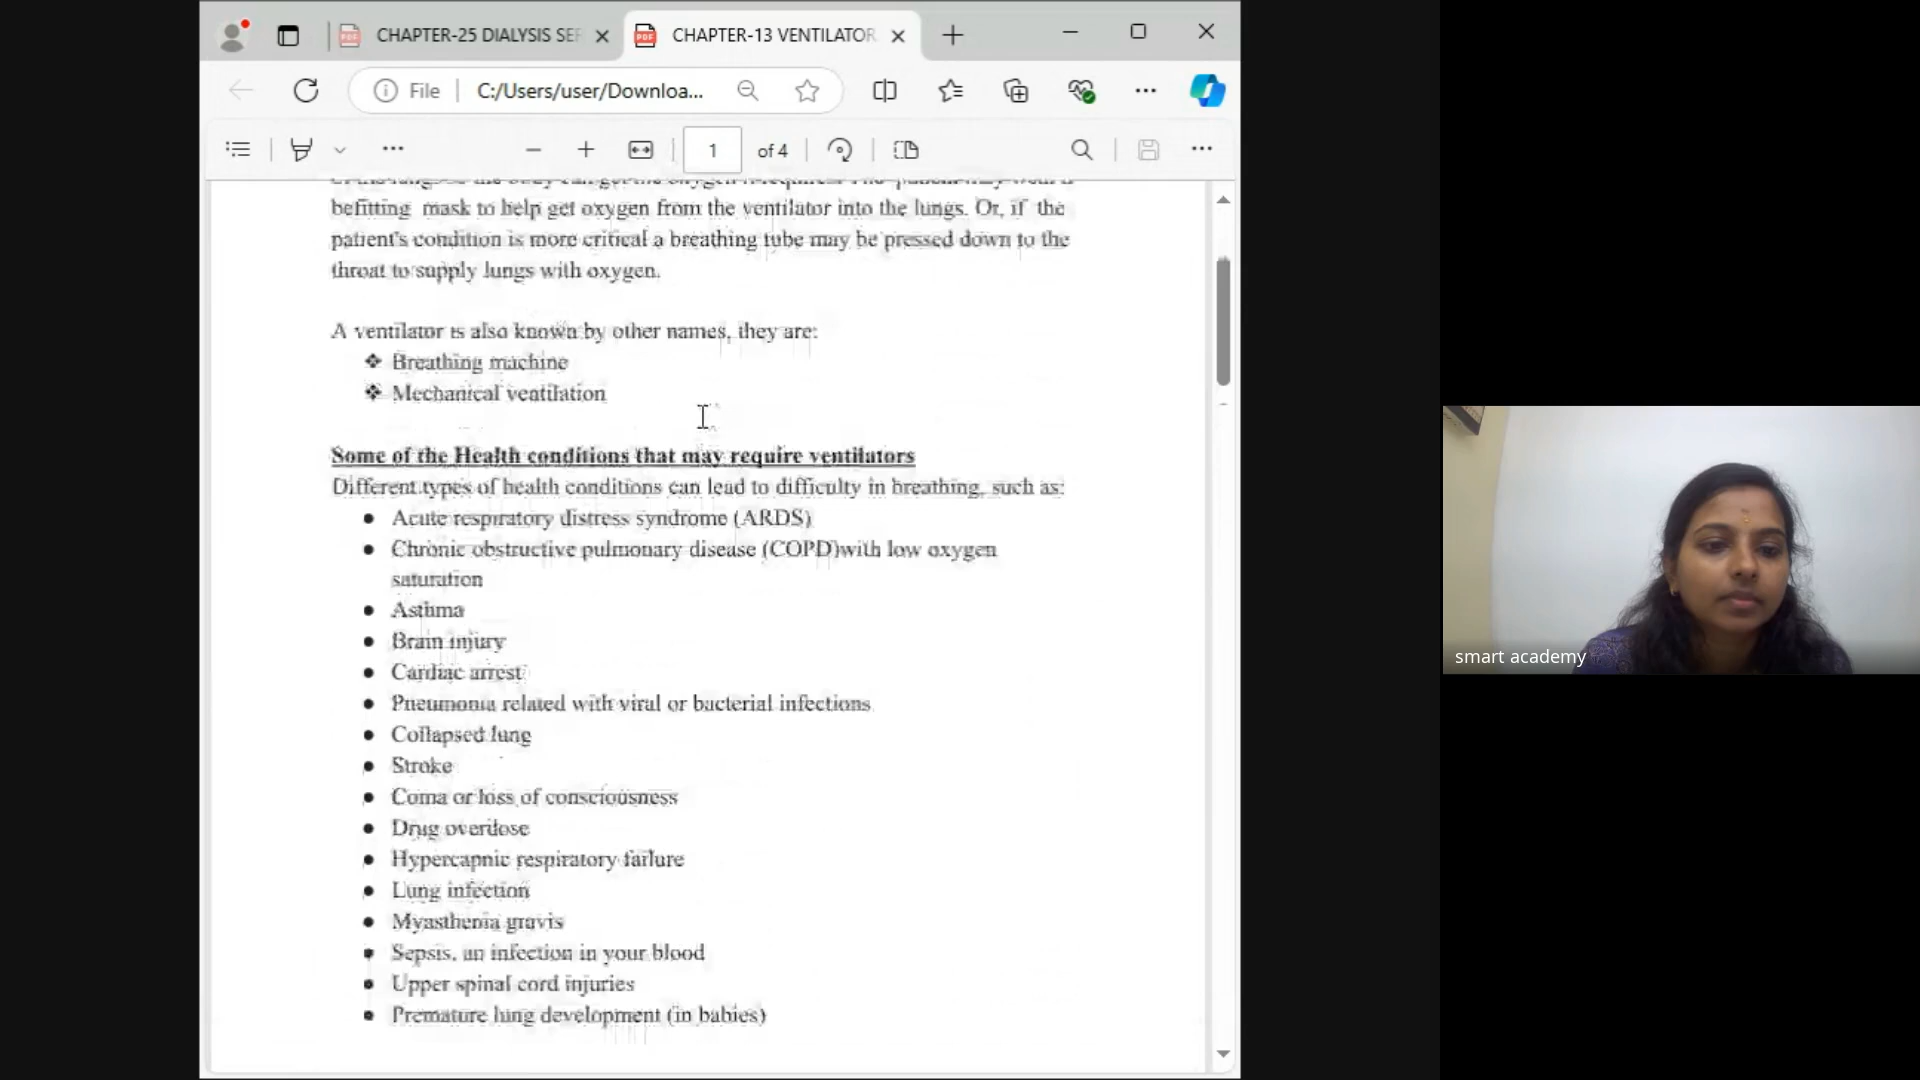 CHAPTER-25 DIALYSIS SEF
CHAPTER-13 VENTILATOR
File
C:/Users/user/Downloa...
1 of 4
befitting mask to help get oxygen from the ventilator into the lungs. Or, if the
patient's condition is more critical a breathing tube may be pressed down to the
throat to supply lungs with oxygen.
A ventilator is also known by other names, they are:
❖ Breathing machine
❖ Mechanical ventilation
Some of the Health conditions that may require ventilators
Different types of health conditions can lead to difficulty in breathing, such as:
● Acute respiratory distress syndrome (ARDS)
● Chronic obstructive pulmonary disease (COPD)with low oxygen
saturation
● Asthma
● Brain injury
● Cardiac arrest
● Pneumonia related with viral or bacterial infections
● Collapsed lung
● Stroke
● Coma or loss of consciousness
● Drug overdose
● Hypercapnic respiratory failure
● Lung infection
● Myasthenia gravis
● Sepsis, an infection in your blood
● Upper spinal cord injuries
● Premature lung development (in babies)
smart academy